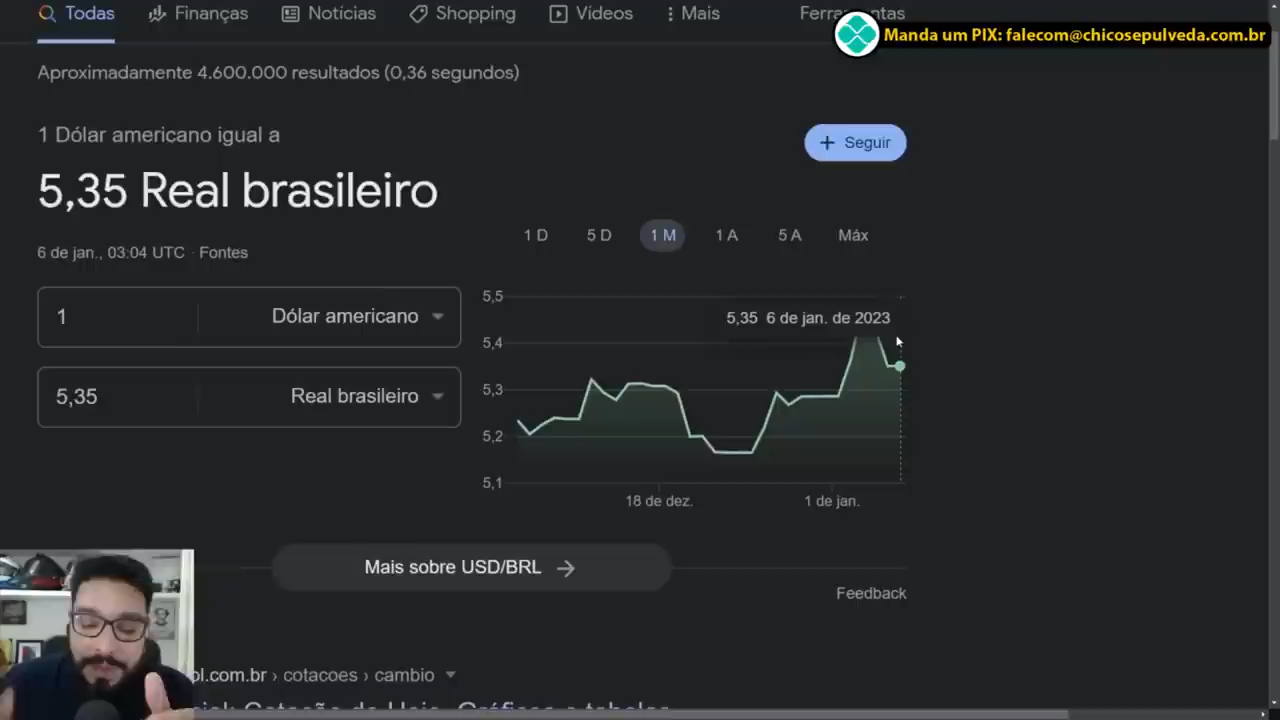 Todas
Finanças
Notícias
Shopping
Vídeos
Mais
Manda um PIX: falecom@chicosepulveda.com.br
Aproximadamente 4.600.000 resultados (0,36 segundos)
1 Dólar americano igual a
+ Seguir
5,35 Real brasileiro
6 de jan., 03:04 UTC · Fontes
1 D 5 D 1 M 1 A 5 A Máx
1 Dólar americano
5,35 Real brasileiro
5,5
5,35 6 de jan. de 2023
5,4
5,3
5,2
5,1
18 de dez. 1 de jan.
Mais sobre USD/BRL →
Feedback
ol.com.br › cotacoes › cambio